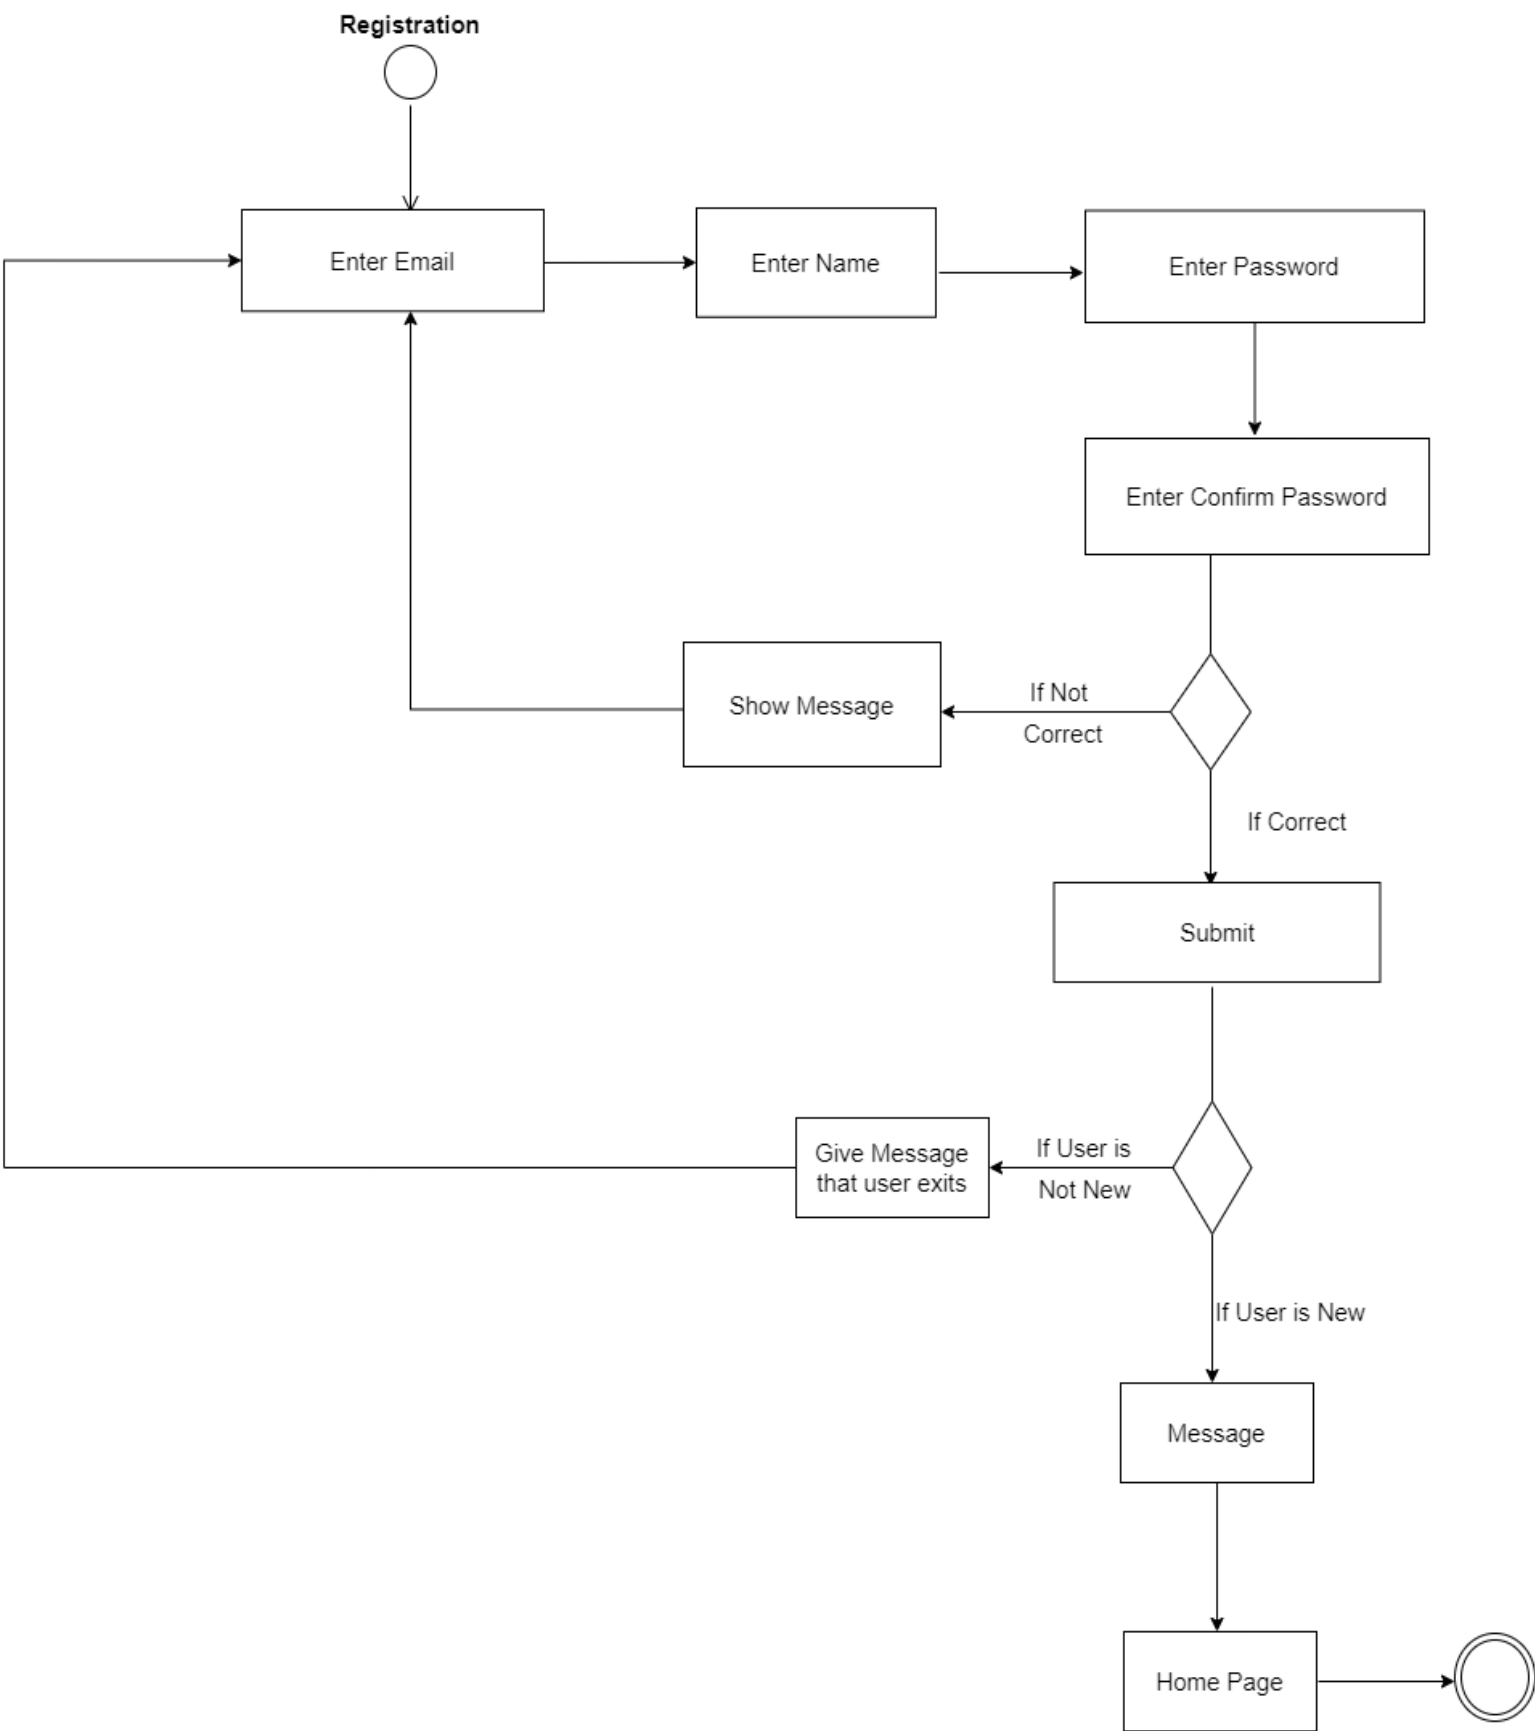 Registration
Enter Email
Enter Name
Enter Password
Enter Confirm Password
If Not
Correct
Show Message
If Correct
Submit
If User is
Not New
Give Message
that user exits
If User is New
Message
Home Page